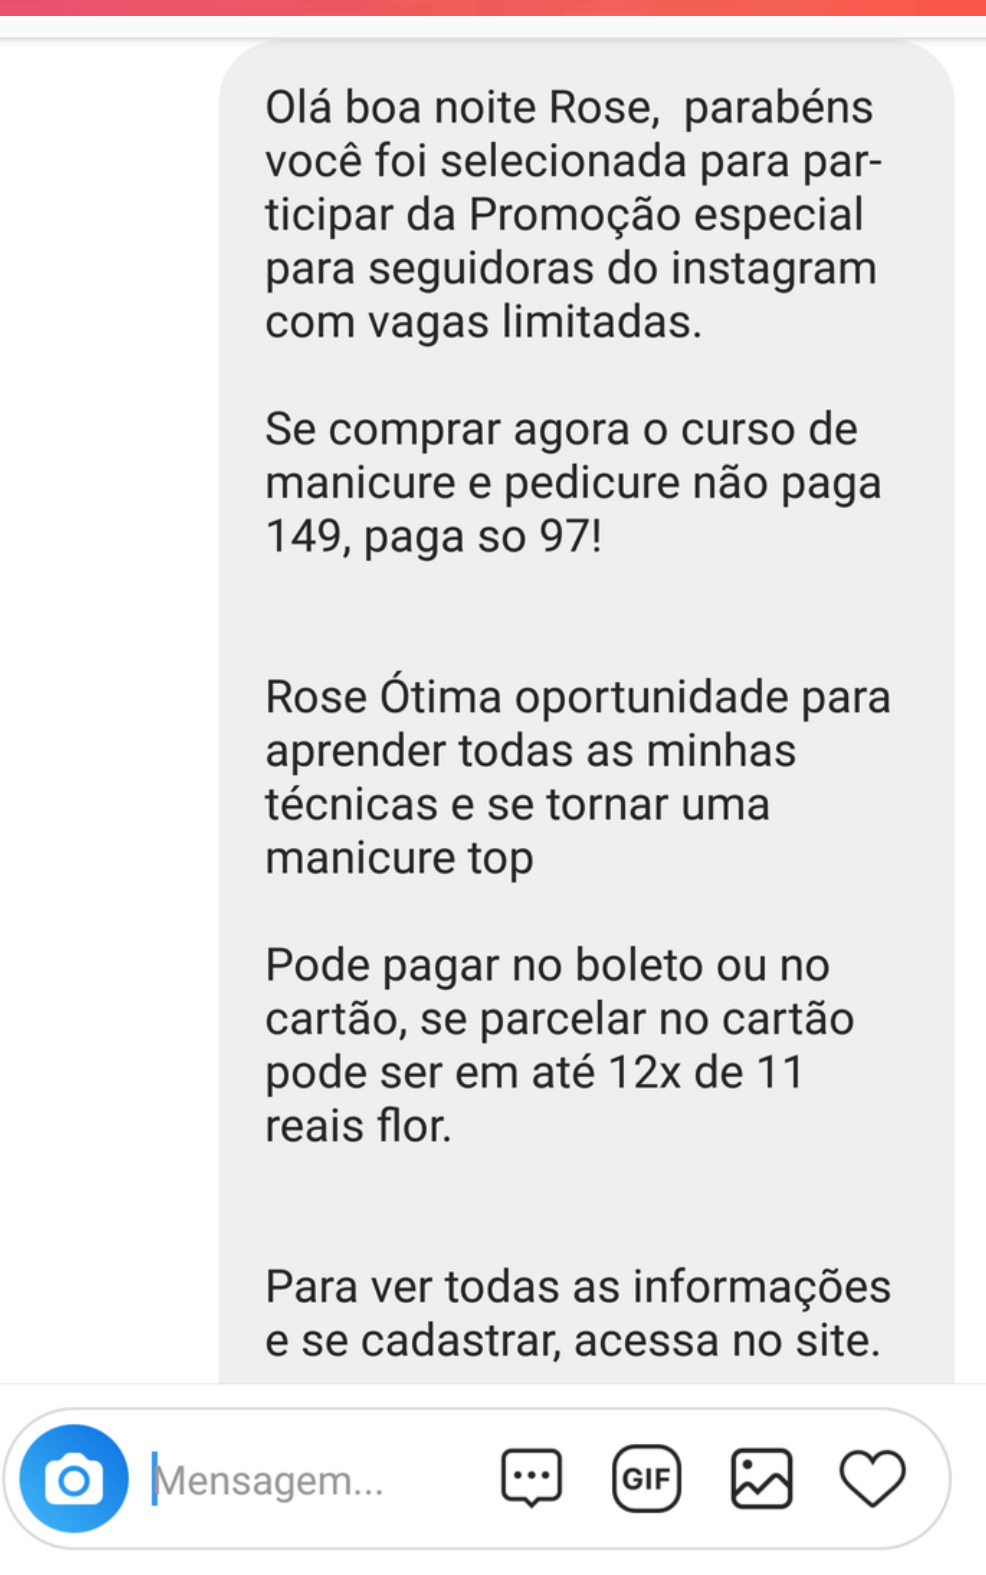 Olá boa noite Rose,  parabéns
você foi selecionada para par-
ticipar da Promoção especial
para seguidoras do instagram
com vagas limitadas.
Se comprar agora o curso de
manicure e pedicure não paga
149, paga so 97!
Rose Ótima oportunidade para
aprender todas as minhas
técnicas e se tornar uma
manicure top
Pode pagar no boleto ou no
cartão, se parcelar no cartão
pode ser em até 12x de 11
reais flor.
Para ver todas as informações
e se cadastrar, acessa no site.
Mensagem...
GIF